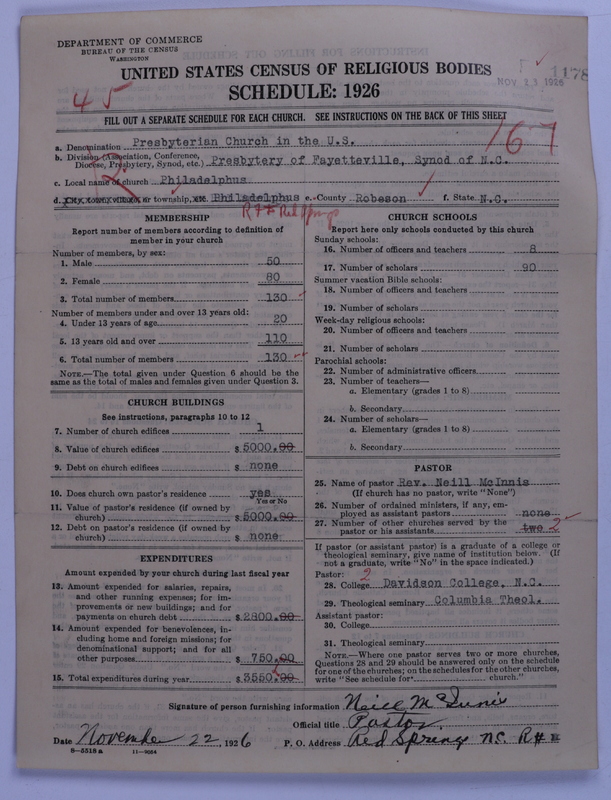 DEPARTMENT OF COMMERCE
BUREAU OF THE CENSUS
WASHINGTON
UNITED STATES CENSUS OF RELIGIOUS BODIES
NOV 23 1926
1178
SCHEDULE: 1926
45
FILL OUT A SEPARATE SCHEDULE FOR EACH CHURCH. SEE INSTRUCTIONS ON THE BACK OF THIS SHEET
167
a. Denomination Presbyterian Church in the U.S.
b. Division (Association, Conference, Diocese, Presbytery, Synod, etc.) Presbytery of Fayetteville, Synod of N.C.
c. Local name of church Philadelphus
d. City, town, village, or township, etc. Philadelphus e. County Robeson f. State N.C.
R## Red Springs
MEMBERSHIP
Report number of members according to definition of
member in your church
Number of members, by sex:
1. Male 50
2. Female 80
3. Total number of members 130
Number of members under and over 13 years old:
4. Under 13 years of age 20
5. 13 years old and over 110
6. Total number of members 130
NOTE.—The total given under Question 6 should be
same as the total of males and females given under Question 3.
CHURCH BUILDINGS
See instructions, paragraphs 10 to 12
7. Number of church edifices 1
8. Value of church edifices $ 5000.00
9. Debt on church edifices $ none
10. Does church own pastor's residence yes
Yes or No
11. Value of pastor's residence (if owned by
church) $ 5000.00
12. Debt on pastor's residence (if owned by
church) $ none
EXPENDITURES
Amount expended by your church during last fiscal year
13. Amount expended for salaries, repairs,
and other running expenses; for im-
provements or new buildings; and for
payments on church debt $ 2800.00
14. Amount expended for benevolences, in-
cluding home and foreign missions; for
denominational support; and for all
other purposes $ 750.00
15. Total expenditures during year $ 3550.00
CHURCH SCHOOLS
Report here only schools conducted by this church
Sunday schools:
16. Number of officers and teachers 8
17. Number of scholars 90
Summer vacation Bible schools:
18. Number of officers and teachers
19. Number of scholars
Week-day religious schools:
20. Number of officers and teachers
21. Number of scholars
Parochial schools:
22. Number of administrative officers
23. Number of teachers—
a. Elementary (grades 1 to 8)
b. Secondary
24. Number of scholars—
a. Elementary (grades 1 to 8)
b. Secondary
PASTOR
25. Name of pastor Rev. Neill McInnis
(If church has no pastor, write "None")
26. Number of ordained ministers, if any, em-
ployed as assistant pastors none
27. Number of other churches served by the
pastor or his assistants two 2
If pastor (or assistant pastor) is a graduate of a college or
theological seminary, give name of institution below. (If
not a graduate, write "No" in the space indicated.)
Pastor: 2
28. College Davidson College, N.C.
29. Theological seminary Columbia Theol.
Assistant pastor:
30. College
31. Theological seminary
NOTE.—Where one pastor serves two or more churches,
Questions 28 and 29 should be answered only on the schedule
for one of the churches; on the schedules for the other churches,
write "See schedule for church."
Signature of person furnishing information Neill McInnis
Official title Pastor
Date November 22, 1926 P. O. Address Red Springs N.C. R#
8—5518 a 11—9064